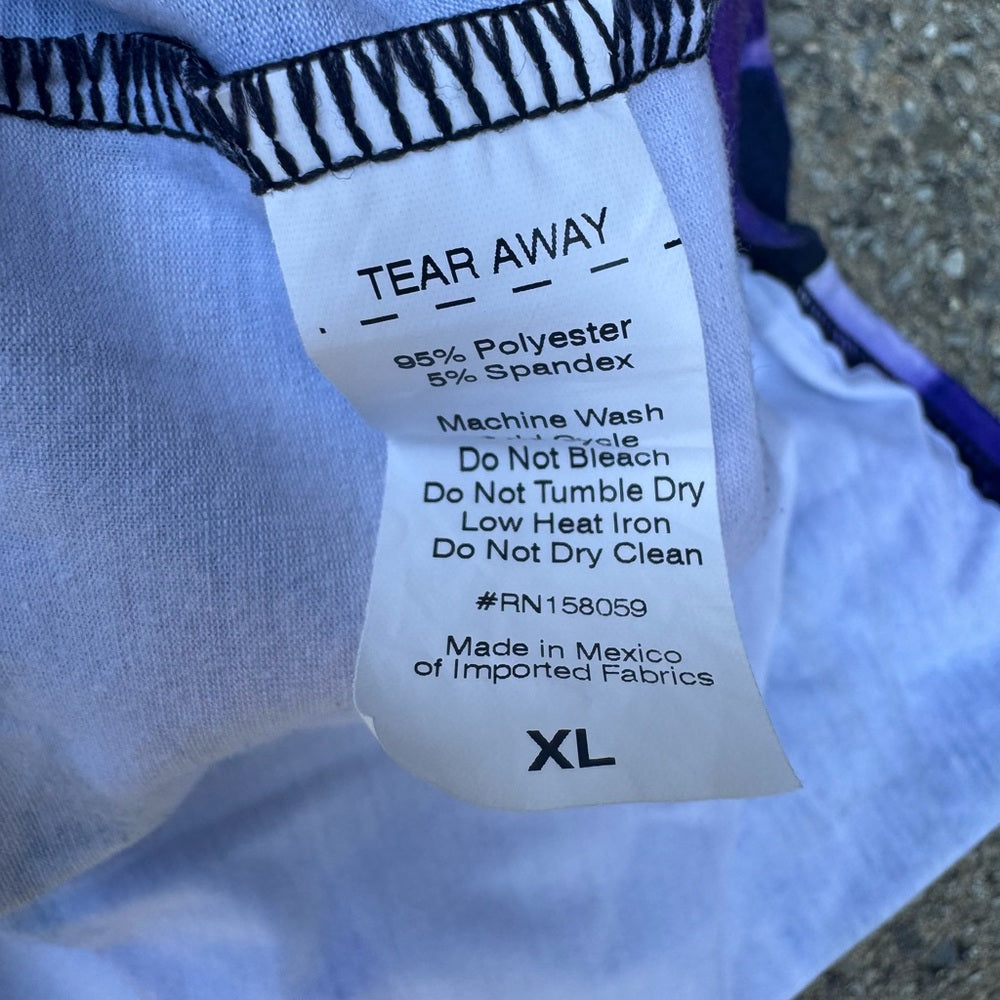 TEAR AWAY
95% Polyester
5% Spandex
Machine Wash
Cycle
Do Not Bleach
Do Not Tumble Dry
Low Heat Iron
Do Not Dry Clean
#RN158059
Made in Mexico
of Imported Fabrics
XL